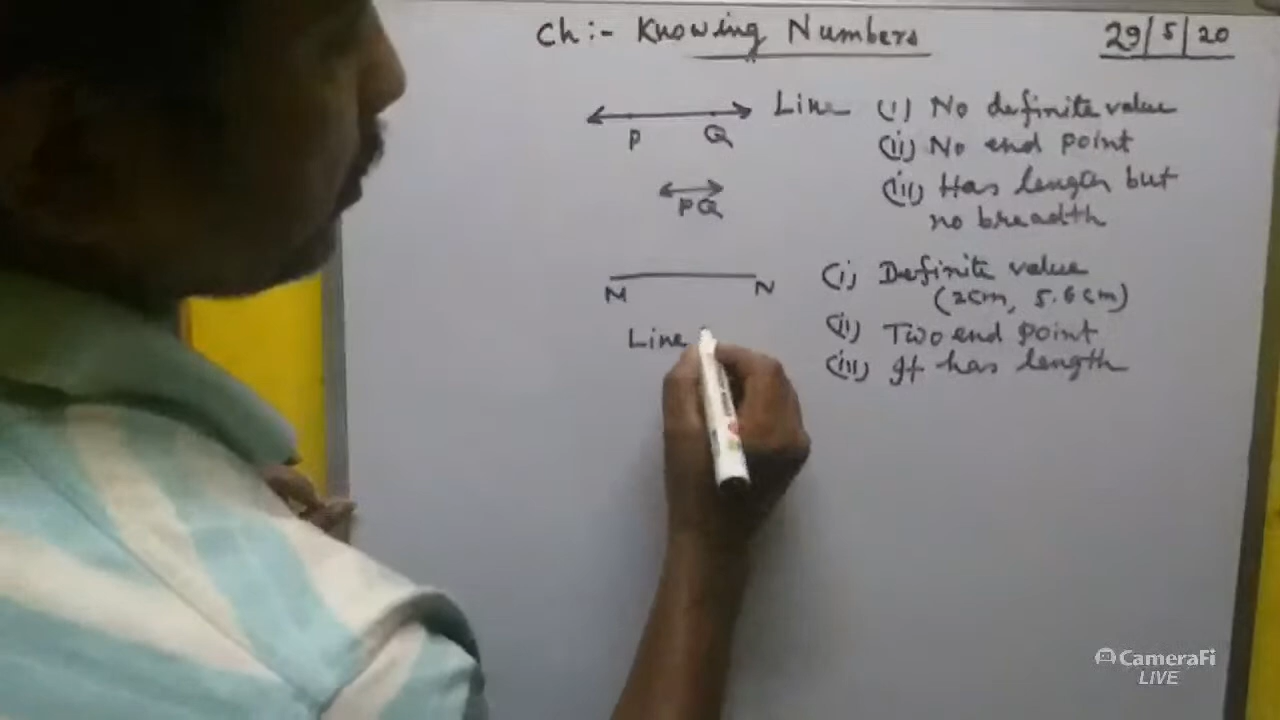 Ch :- Knowing Numbers
29/5/20
Line (i) No definite value
P Q
(ii) No end point
(iii) Has length but
no breadth
PQ
(i) Definite value
(2cm, 5.6cm)
M N
(ii) Two end point
Line
(iii) It has length
CameraFi
LIVE